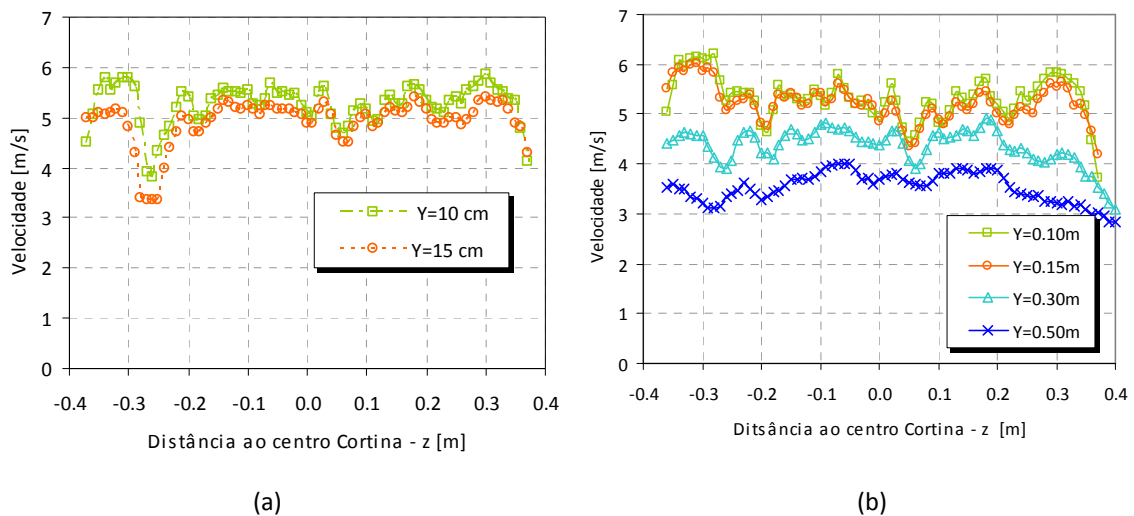 7
6
5
4
3
2
1
0
Velocidade [m/s]
Y=10 cm
Y=15 cm
-0.4 -0.3 -0.2 -0.1 0.0 0.1 0.2 0.3 0.4
Distância ao centro Cortina - z [m]
(a)
7
6
5
4
3
2
1
0
Velocidade [m/s]
Y=0.10m
Y=0.15m
Y=0.30m
Y=0.50m
-0.4 -0.3 -0.2 -0.1 0.0 0.1 0.2 0.3 0.4
Ditsância ao centro Cortina - z [m]
(b)